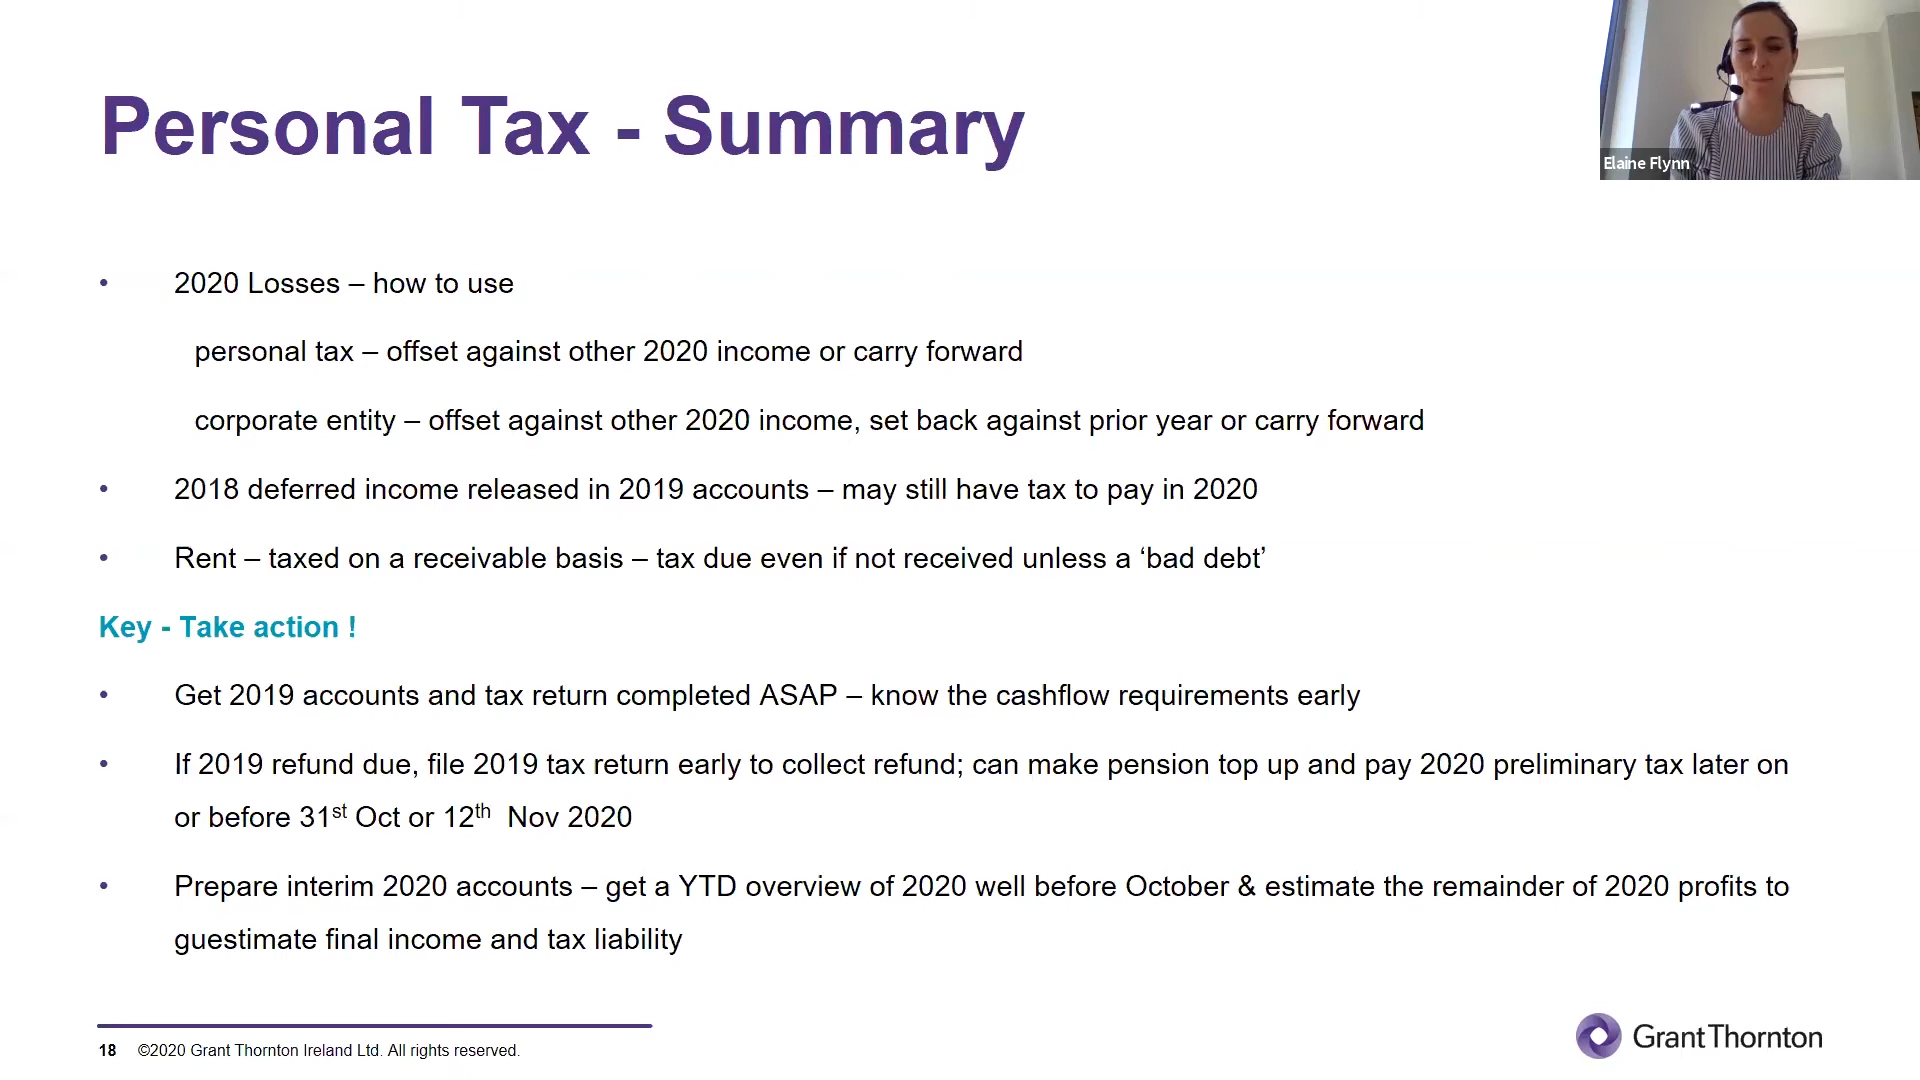 Personal Tax - Summary
Elaine Flynn
• 2020 Losses – how to use
personal tax – offset against other 2020 income or carry forward
corporate entity – offset against other 2020 income, set back against prior year or carry forward
• 2018 deferred income released in 2019 accounts – may still have tax to pay in 2020
• Rent – taxed on a receivable basis – tax due even if not received unless a ‘bad debt’
Key - Take action !
• Get 2019 accounts and tax return completed ASAP – know the cashflow requirements early
• If 2019 refund due, file 2019 tax return early to collect refund; can make pension top up and pay 2020 preliminary tax later on
or before 31st Oct or 12th  Nov 2020
• Prepare interim 2020 accounts – get a YTD overview of 2020 well before October & estimate the remainder of 2020 profits to
guestimate final income and tax liability
18 ©2020 Grant Thornton Ireland Ltd. All rights reserved.
GrantThornton